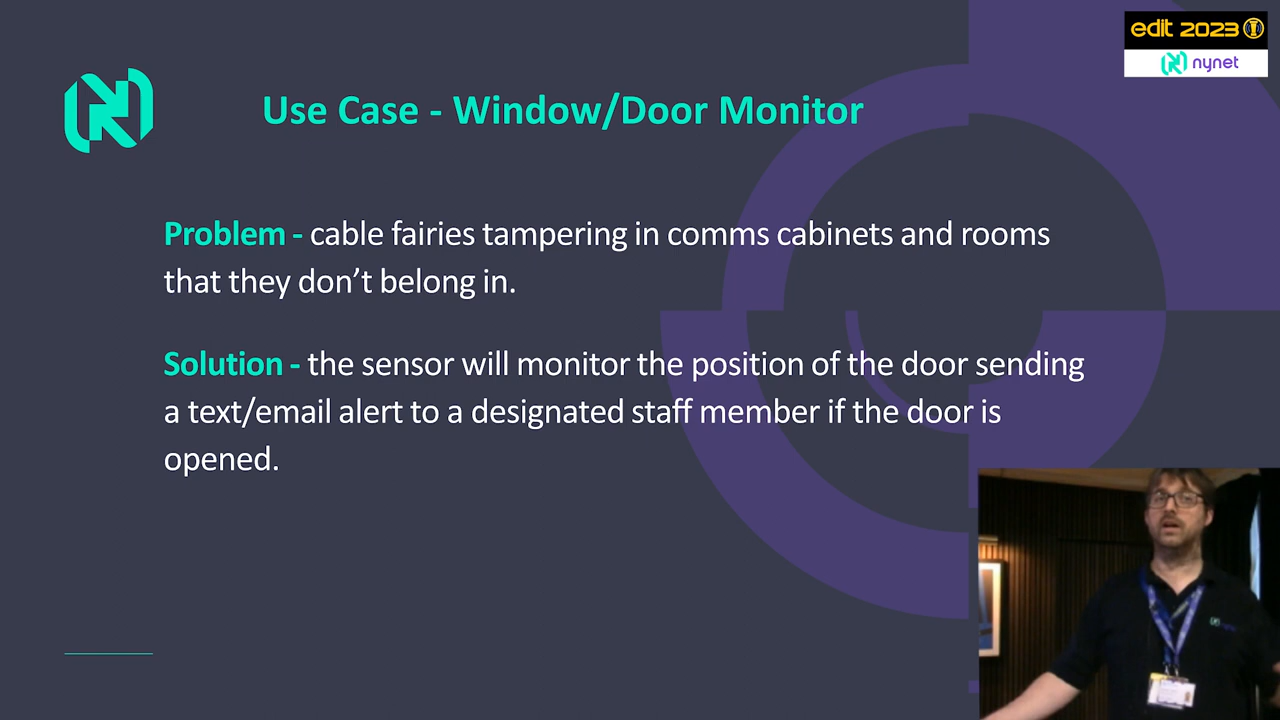 edit 2023
nynet
Use Case - Window/Door Monitor
Problem - cable fairies tampering in comms cabinets and rooms
that they don’t belong in.
Solution - the sensor will monitor the position of the door sending
a text/email alert to a designated staff member if the door is
opened.